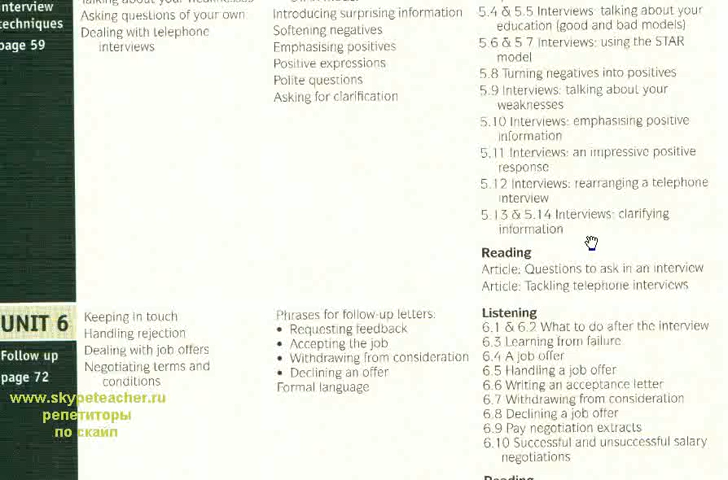 interview
techniques
page 59
Asking questions of your own
Dealing with telephone
interviews
Introducing surprising information
Softening negatives
Emphasising positives
Positive expressions
Polite questions
Asking for clarification
5.4 & 5.5 Interviews: talking about your
education (good and bad models)
5.6 & 5 7 Interviews: using the STAR
model
5.8 Turning negatives into positives
5.9 Interviews: talking about your
weaknesses
5.10 Interviews: emphasising positive
information
5.11 Interviews: an impressive positive
response
5.12 Interviews: rearranging a telephone
interview
5.13 & 5.14 Interviews: clarifying
information
Reading
Article: Questions to ask in an interview
Article: Tackling telephone interviews
UNIT 6
Follow up
page 72
Keeping in touch
Handling rejection
Dealing with job offers
Negotiating terms and
conditions
Phrases for follow-up letters:
• Requesting feedback
• Accepting the job
• Withdrawing from consideration
• Declining an offer
Formal language
Listening
6.1 & 6.2 What to do after the interview
6.3 Learning from failure
6.4 A job offer
6.5 Handling a job offer
6.6 Writing an acceptance letter
6.7 Withdrawing from consideration
6.8 Declining a job offer
6.9 Pay negotiation extracts
6.10 Successful and unsuccessful salary
negotiations
www.skypeteacher.ru
репетиторы
по скайп